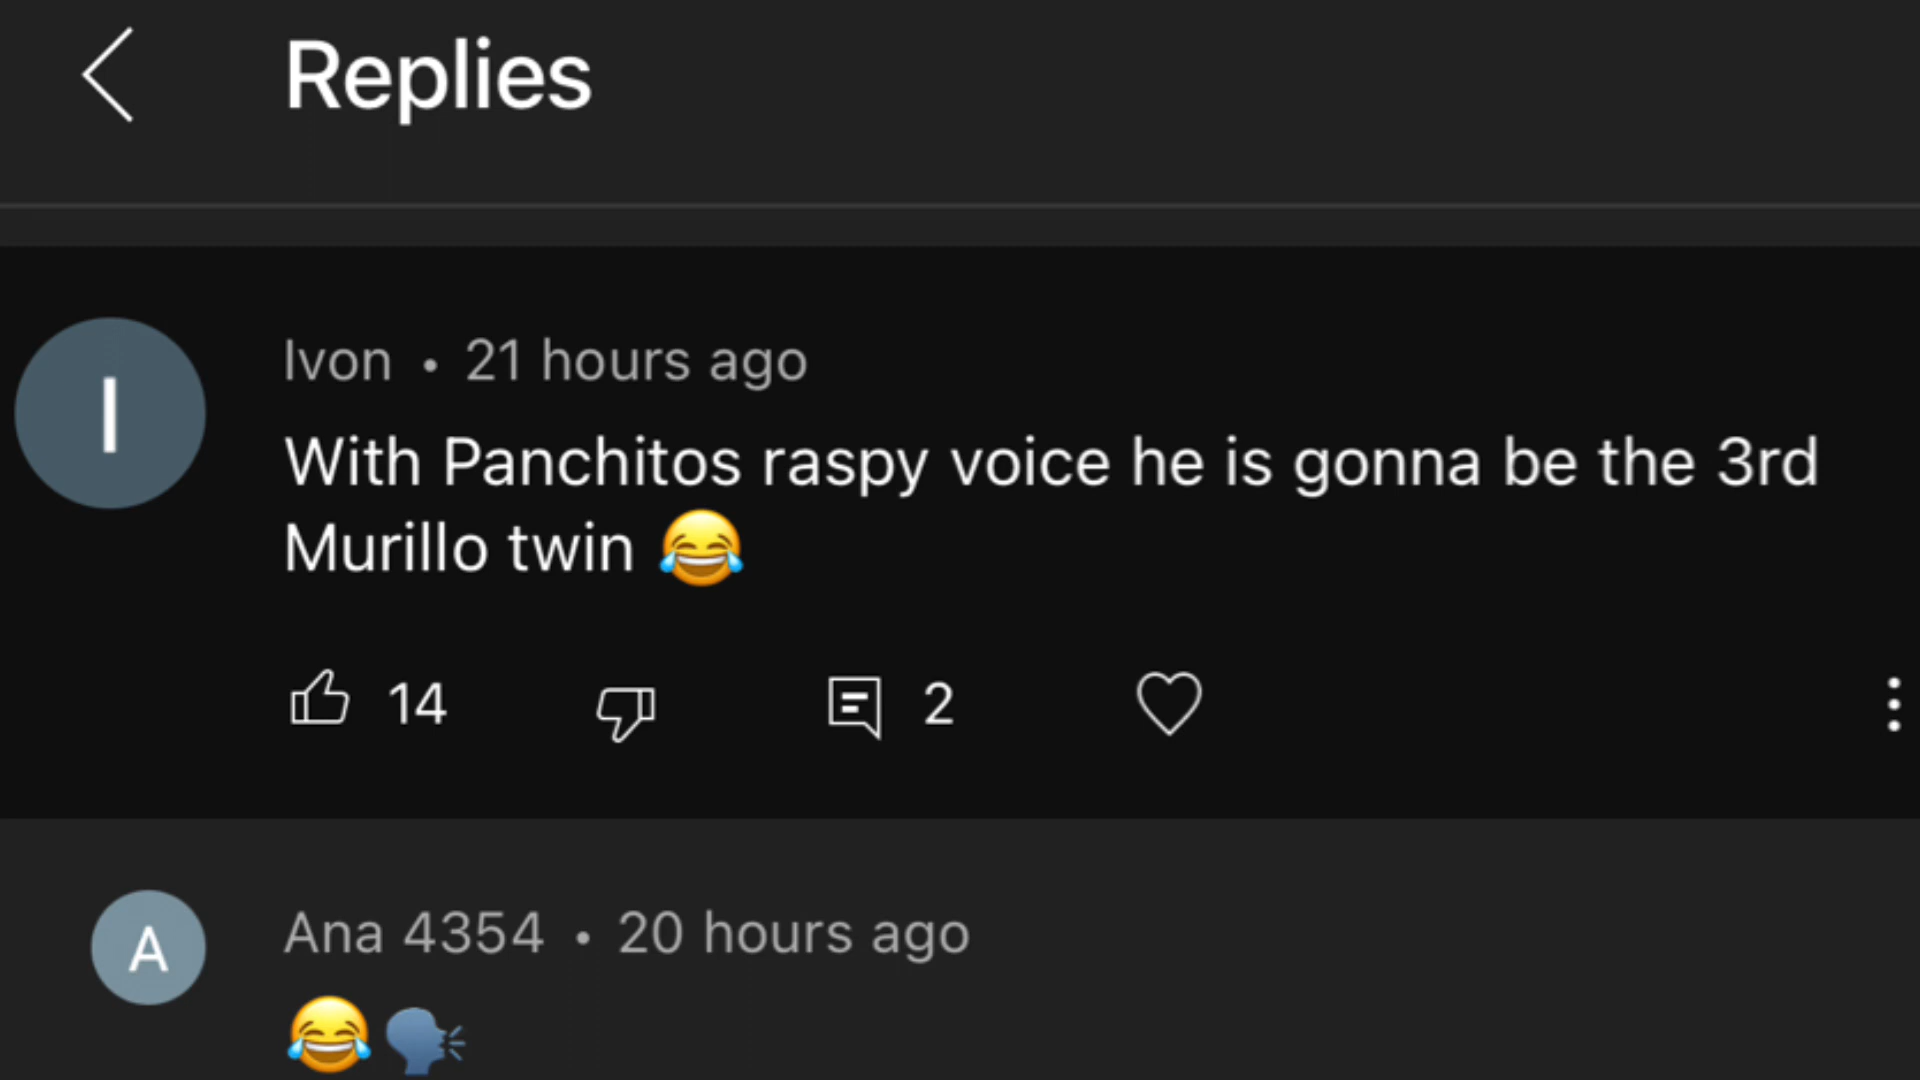 Replies
I
Ivon • 21 hours ago
With Panchitos raspy voice he is gonna be the 3rd
Murillo twin 😂
14
2
A
Ana 4354 • 20 hours ago
😂🗣